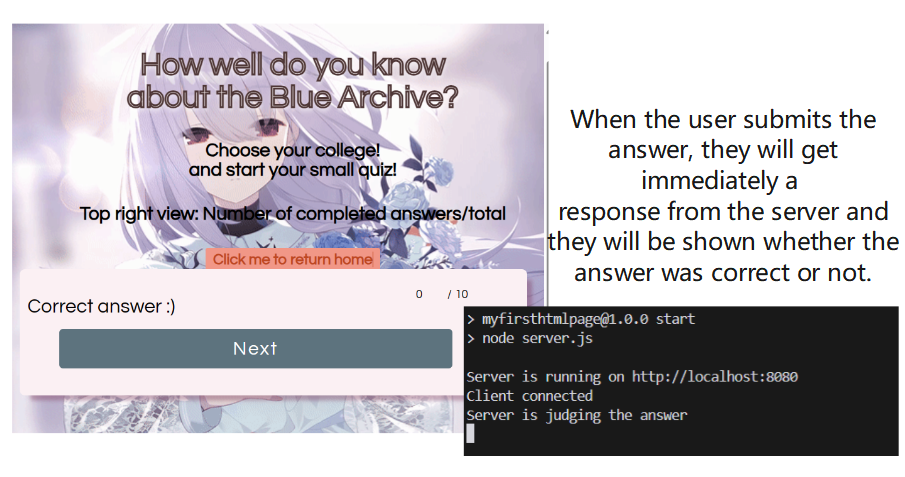 How well do you know
about the Blue Archive?
Choose your college!
and start your small quiz!
Top right view: Number of completed answers/total
Click me to return home
0 / 10
Correct answer :)
Next
When the user submits the
answer, they will get
immediately a
response from the server and
they will be shown whether the
answer was correct or not.
> myfirsthtmlpage@1.0.0 start
> node server.js
Server is running on http://localhost:8080
Client connected
Server is judging the answer